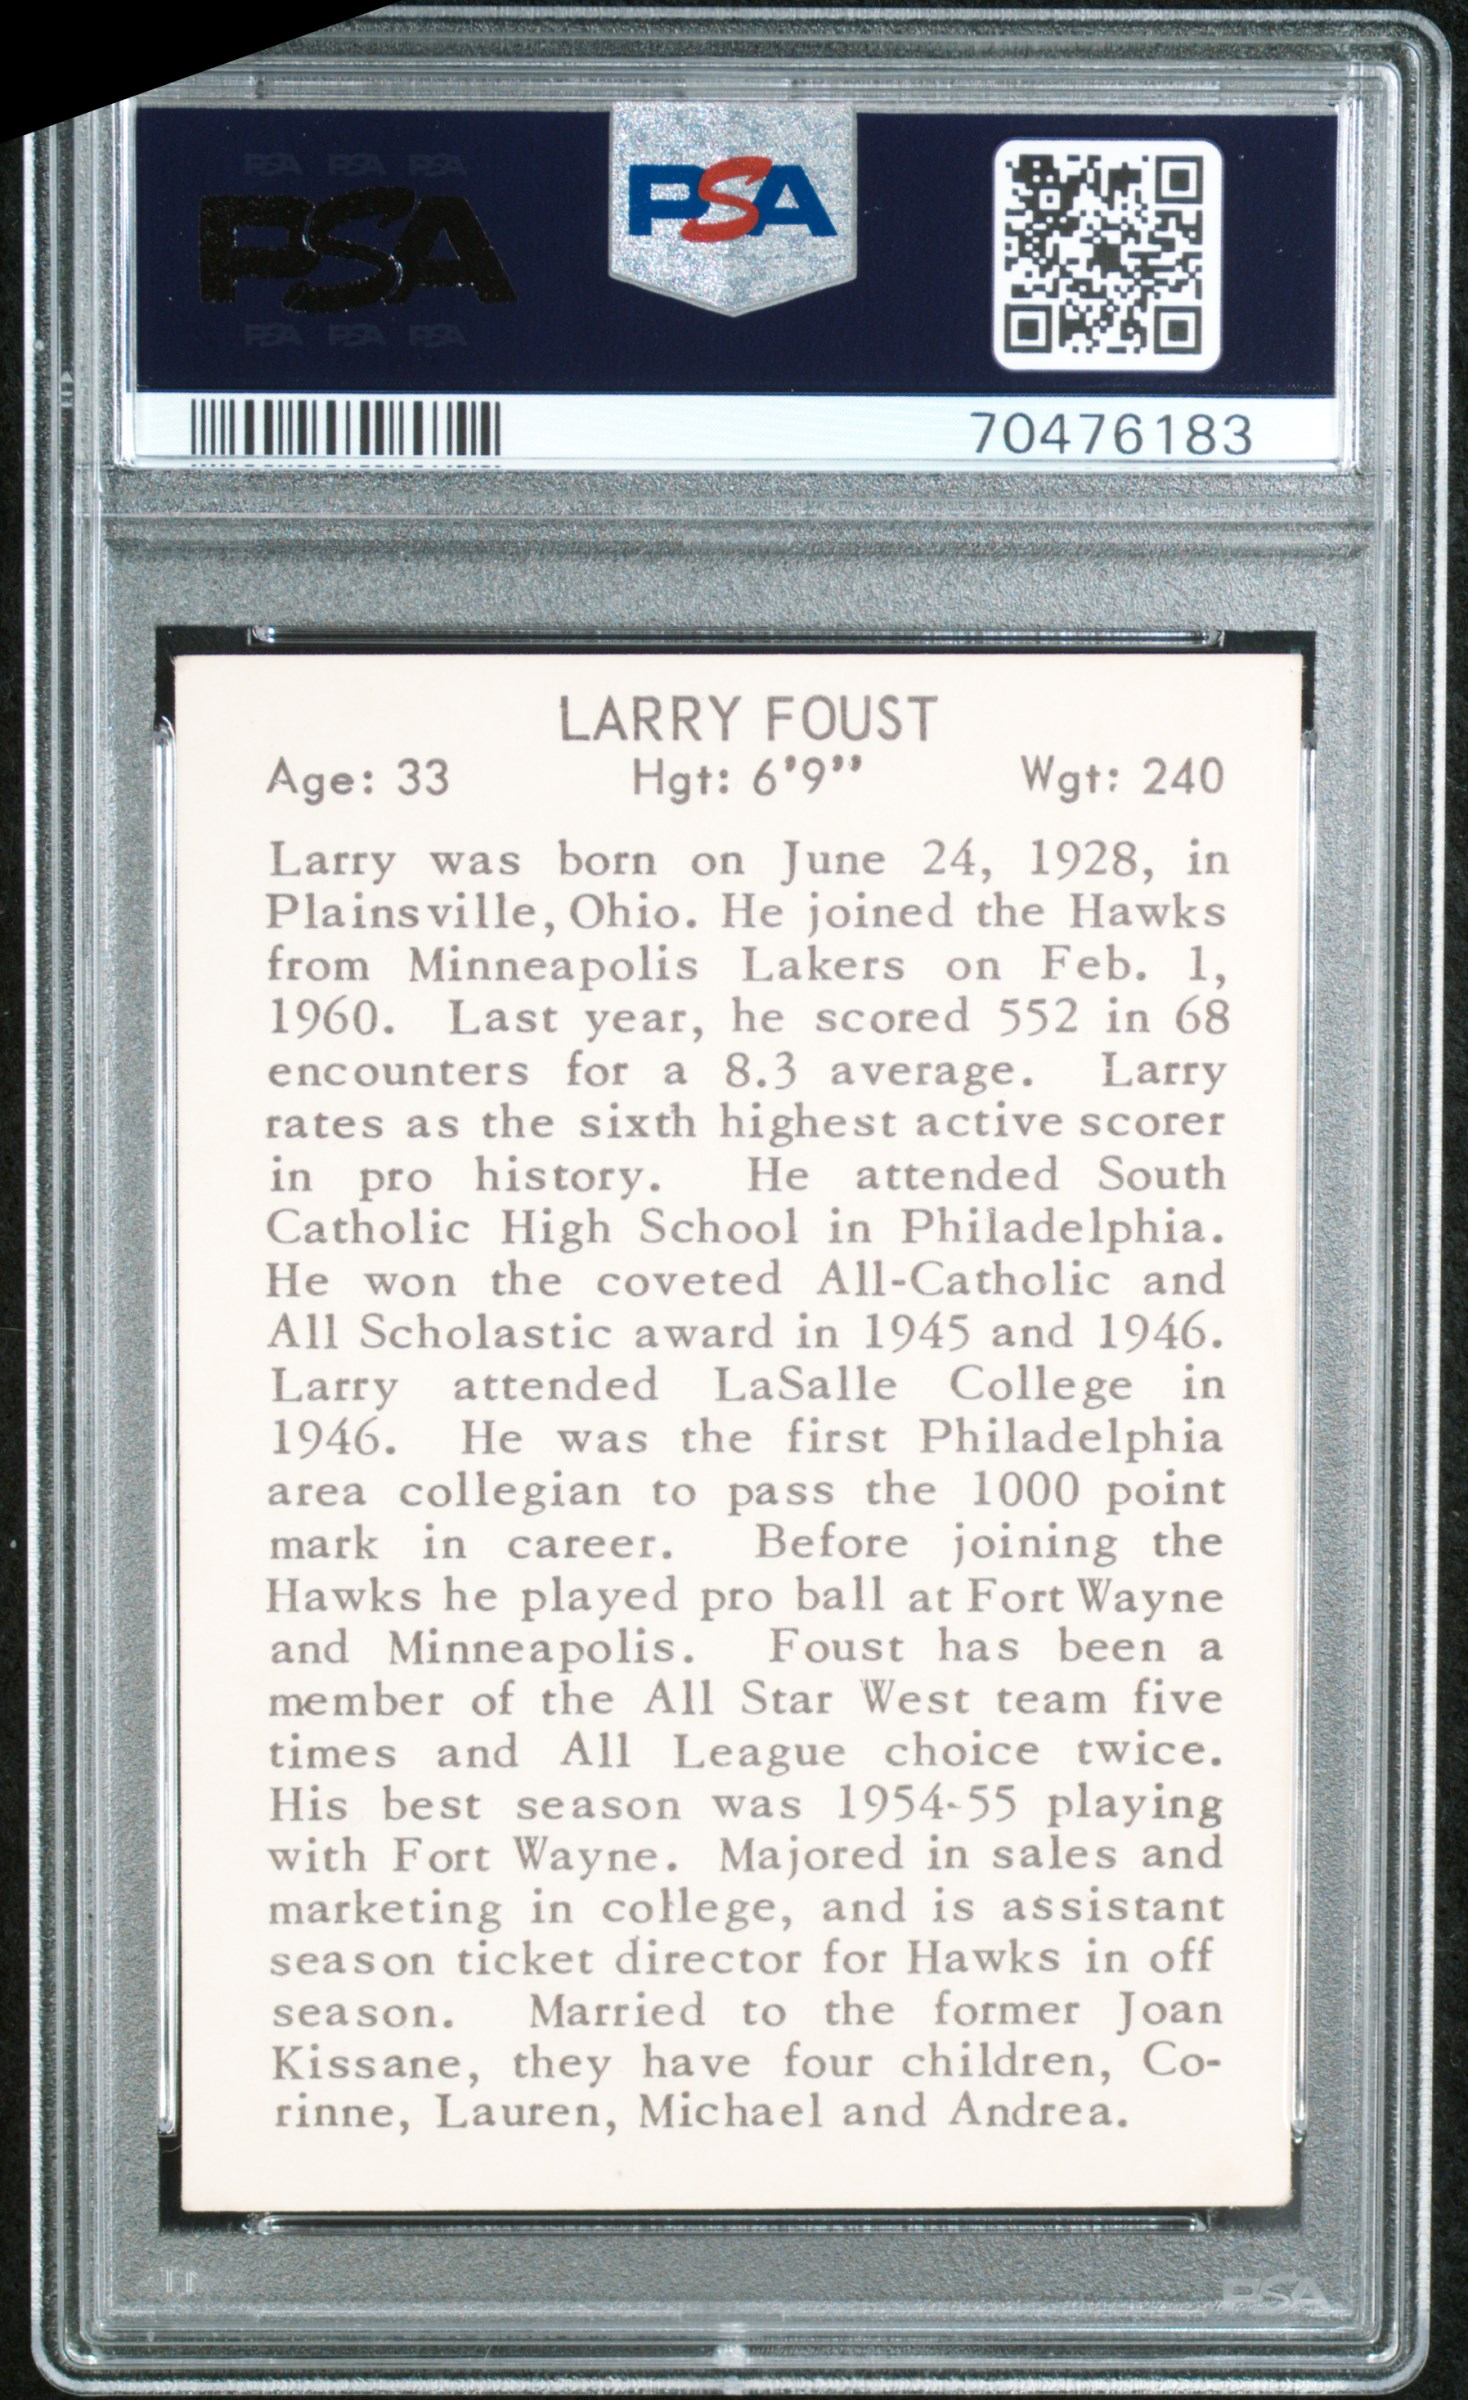 PSA PSA PSA
PSA
PSA PSA PSA
PSA
70476183
LARRY FOUST
Age: 33 Hgt: 6'9" Wgt: 240
Larry was born on June 24, 1928, in
Plainsville, Ohio. He joined the Hawks
from Minneapolis Lakers on Feb. 1,
1960. Last year, he scored 552 in 68
encounters for a 8.3 average. Larry
rates as the sixth highest active scorer
in pro history. He attended South
Catholic High School in Philadelphia.
He won the coveted All-Catholic and
All Scholastic award in 1945 and 1946.
Larry attended LaSalle College in
1946. He was the first Philadelphia
area collegian to pass the 1000 point
mark in career. Before joining the
Hawks he played pro ball at Fort Wayne
and Minneapolis. Foust has been a
member of the All Star West team five
times and All League choice twice.
His best season was 1954-55 playing
with Fort Wayne. Majored in sales and
marketing in college, and is assistant
season ticket director for Hawks in off
season. Married to the former Joan
Kissane, they have four children, Co-
rinne, Lauren, Michael and Andrea.
PSA